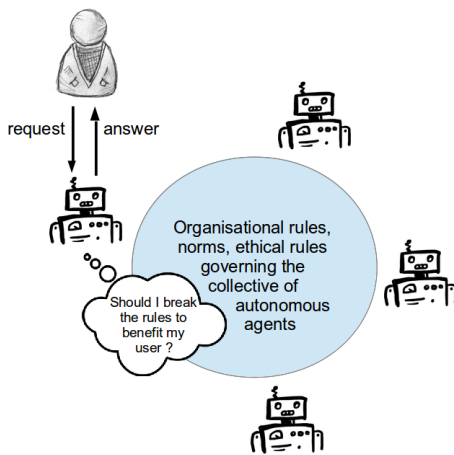 request
answer
Organisational rules,
norms, ethical rules
governing the
collective of
autonomous
agents
Should I break
the rules to
benefit my
user ?